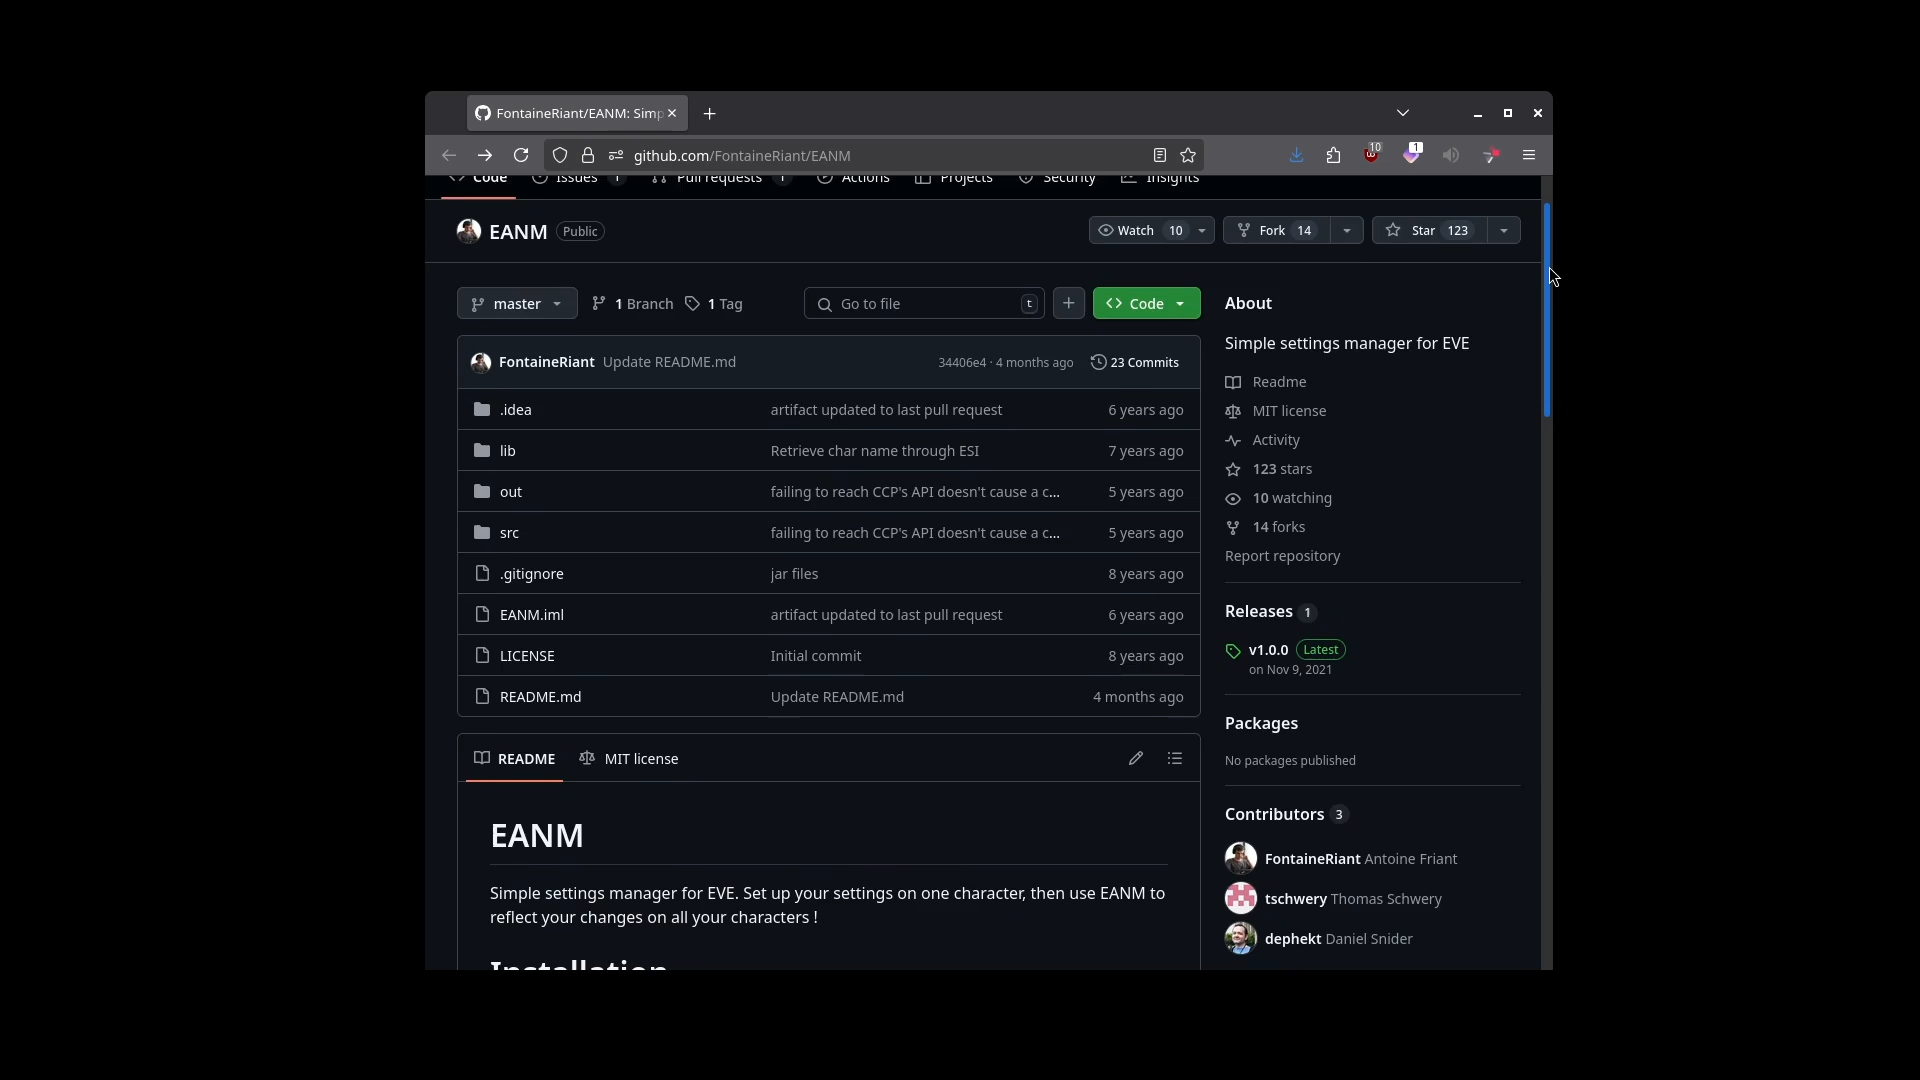 FontaineRiant/EANM: Simp
github.com/FontaineRiant/EANM
10
1
Code Issues 1 Pull requests 1 Actions Projects Security Insights
EANM Public
Watch 10
Fork 14
Star 123
master
1 Branch
1 Tag
Go to file t
Code
FontaineRiant Update README.md 34406e4 · 4 months ago 23 Commits
.idea artifact updated to last pull request 6 years ago
lib Retrieve char name through ESI 7 years ago
out failing to reach CCP's API doesn't cause a c... 5 years ago
src failing to reach CCP's API doesn't cause a c... 5 years ago
.gitignore jar files 8 years ago
EANM.iml artifact updated to last pull request 6 years ago
LICENSE Initial commit 8 years ago
README.md Update README.md 4 months ago
README MIT license
EANM
Simple settings manager for EVE. Set up your settings on one character, then use EANM to
reflect your changes on all your characters !
Installation
About
Simple settings manager for EVE
Readme
MIT license
Activity
123 stars
10 watching
14 forks
Report repository
Releases 1
v1.0.0 Latest
on Nov 9, 2021
Packages
No packages published
Contributors 3
FontaineRiant Antoine Friant
tschwery Thomas Schwery
dephekt Daniel Snider